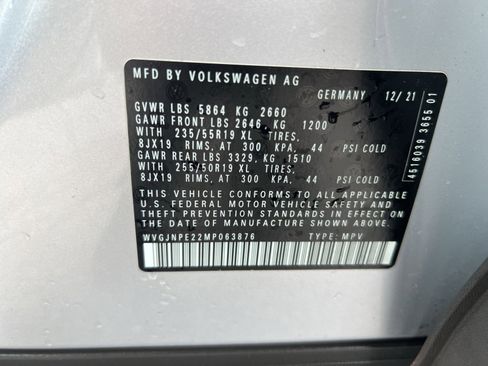 MFD BY VOLKSWAGEN AG
GERMANY 12/21
GVWR LBS 5864 KG 2660
GAWR FRONT LBS 2646, KG 1200
WITH 235/55R19 XL TIRES,
8JX19 RIMS, AT 300 KPA, 44 PSI COLD
GAWR REAR LBS 3329, KG 1510
WITH 255/50R19 XL TIRES,
8JX19 RIMS, AT 300 KPA, 44 PSI COLD
THIS VEHICLE CONFORMS TO ALL APPLICABLE
U.S. FEDERAL MOTOR VEHICLE SAFETY AND
THEFT PREVENTION STANDARDS IN EFFECT ON
THE DATE OF MANUFACTURE SHOWN ABOVE.
WVGJNPE22MP063876 TYPE: MPV
4516039 3655 01